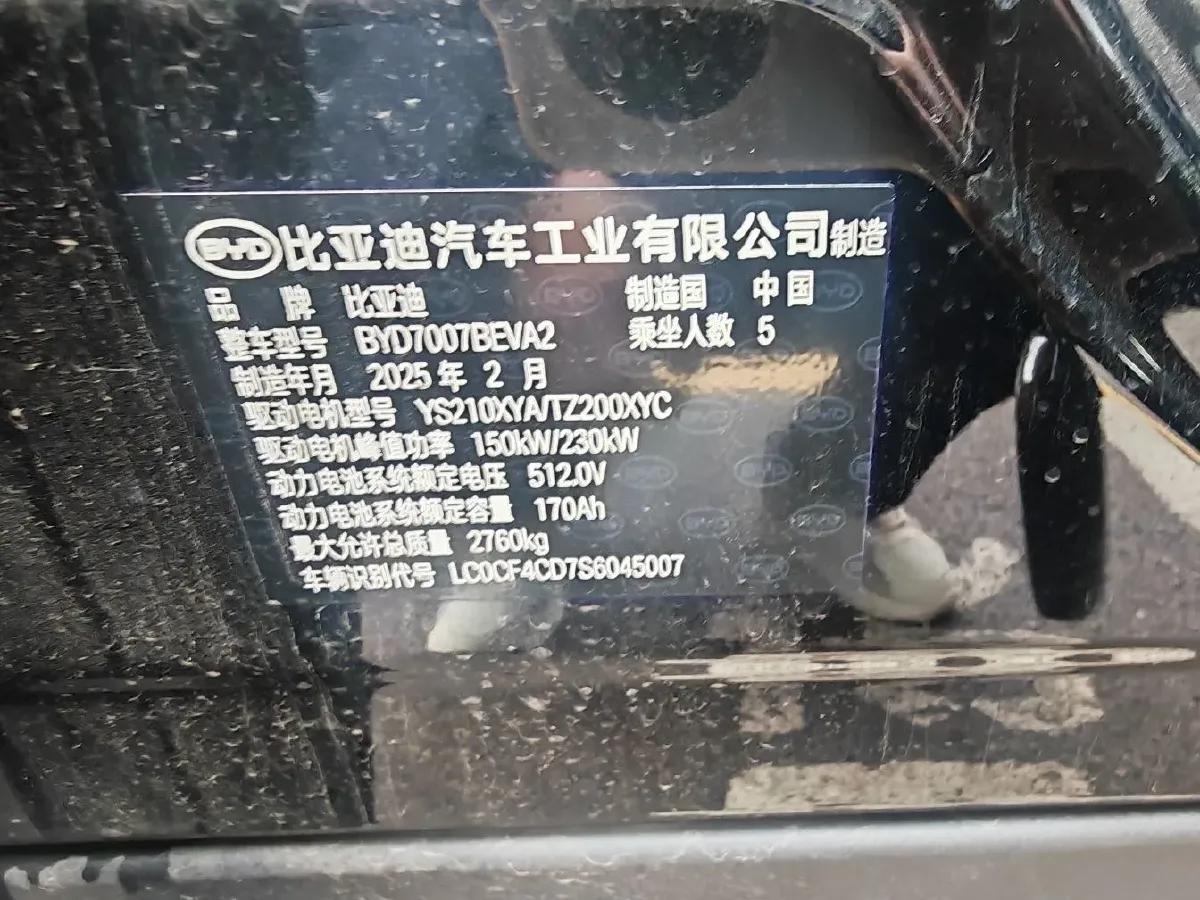 BYD 比亚迪汽车工业有限公司制造
品 牌 比亚迪 制造国 中国
整车型号 BYD7007BEVA2 乘坐人数 5
制造年月 2025 年 2 月
驱动电机型号 YS210XYA/TZ200XYC
驱动电机峰值功率 150kW/230kW
动力电池系统额定电压 512.0V
动力电池系统额定容量 170Ah
最大允许总质量 2760kg
车辆识别代号 LC0CF4CD7S6045007